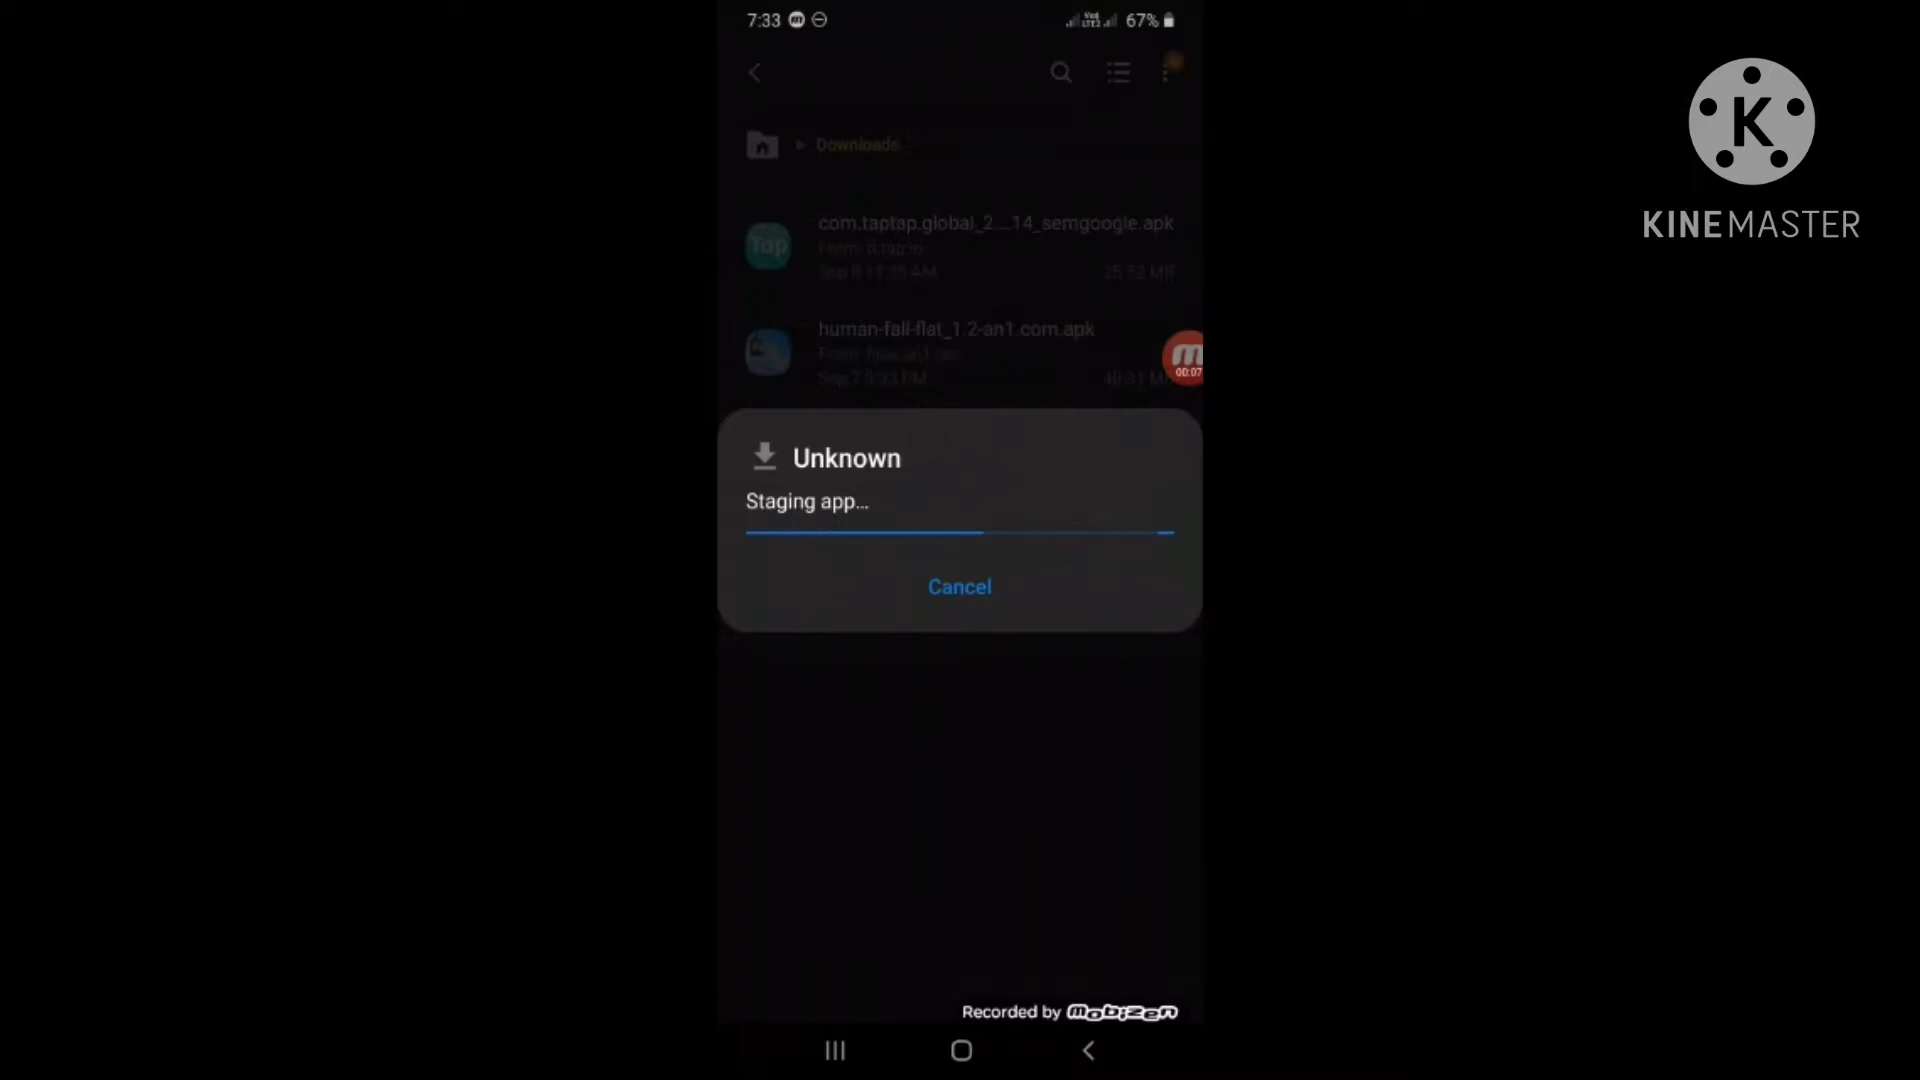 7:33
67%
K
KINEMASTER
Downloads
com.taptap.global_2....14_semgoogle.apk
Tap
human-fall-flat_1.2-an1.com.apk
00:07
Unknown
Staging app...
Cancel
Recorded by mobizen